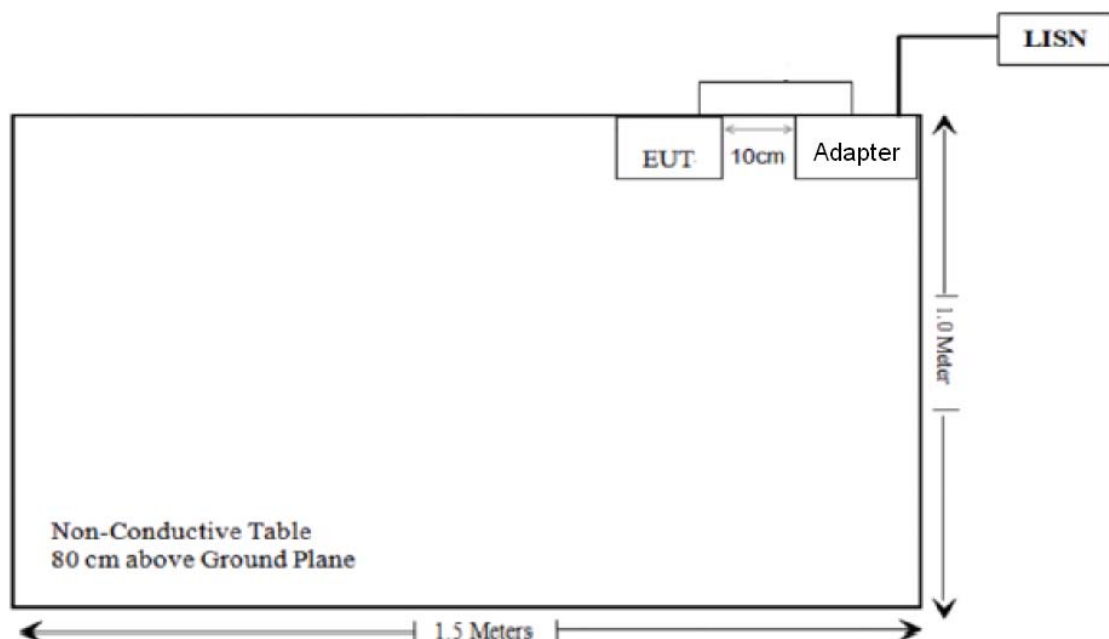 LISN
EUT
10cm
Adapter
1.0 Meter
Non-Conductive Table
80 cm above Ground Plane
1.5 Meters